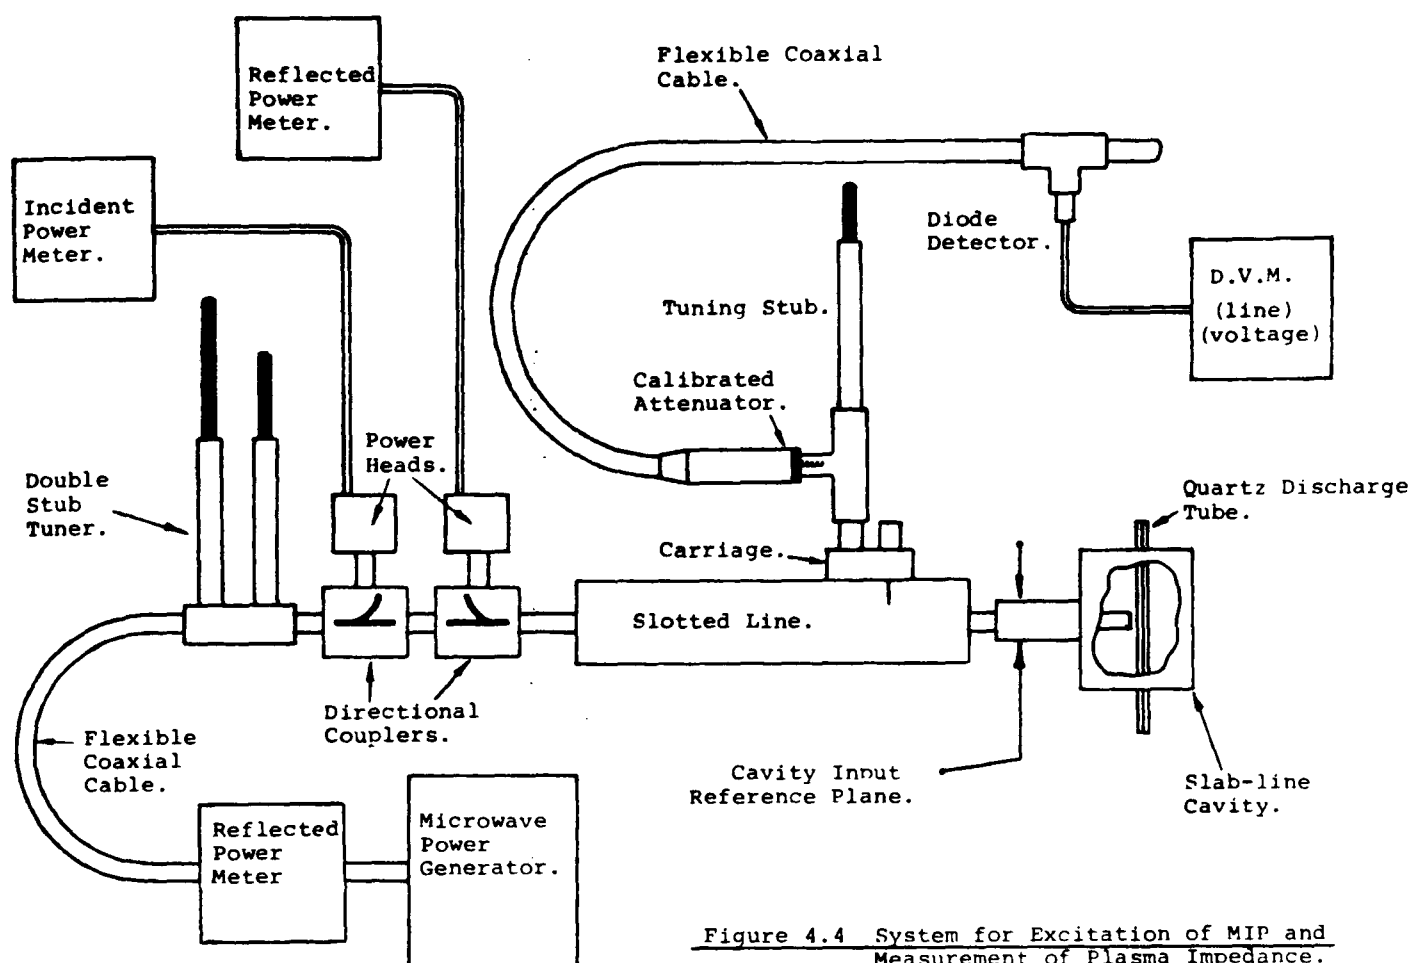 Reflected
Power
Meter.
Flexible Coaxial
Cable.
Incident
Power
Meter.
Diode
Detector.
D.V.M.
(line)
(voltage)
Tuning Stub.
Calibrated
Attenuator.
Power
Heads.
Double
Stub
Tuner.
Quartz Discharge
Tube.
Carriage.
Slotted Line.
Directional
Couplers.
Flexible
Coaxial
Cable.
Cavity Input
Reference Plane.
Slab-line
Cavity.
Reflected
Power
Meter
Microwave
Power
Generator.
Figure 4.4 System for Excitation of MIP and
Measurement of Plasma Impedance.